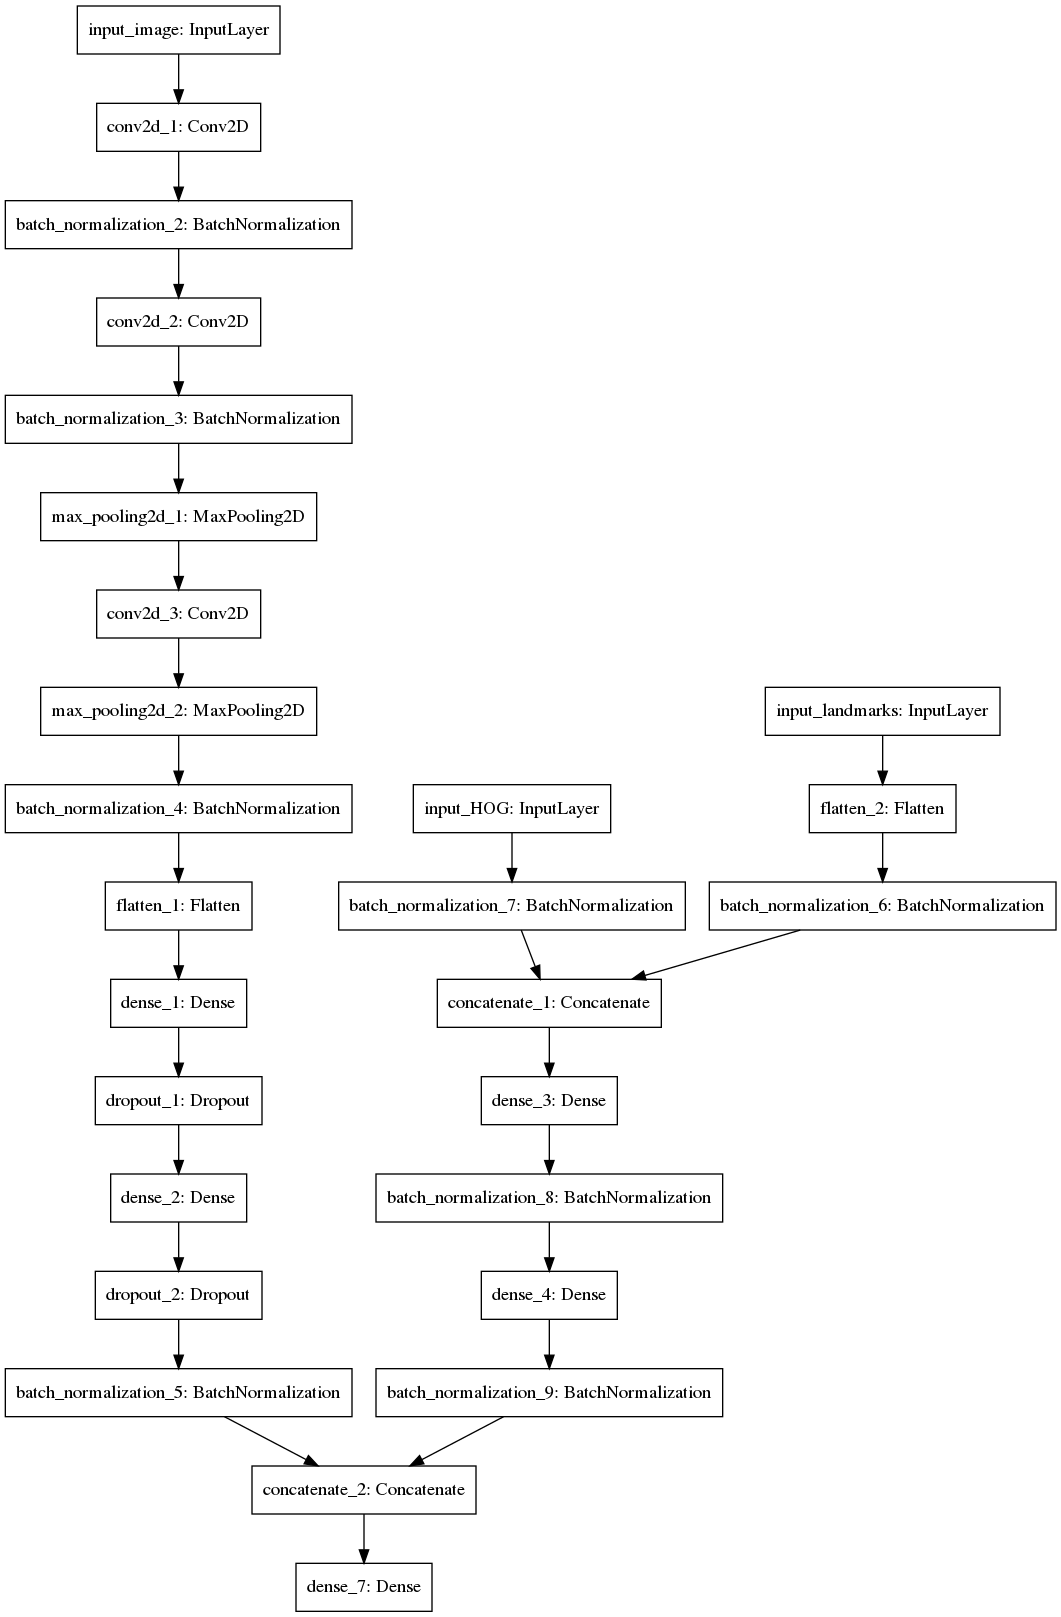 input_image: InputLayer
conv2d_1: Conv2D
batch_normalization_2: BatchNormalization
conv2d_2: Conv2D
batch_normalization_3: BatchNormalization
max_pooling2d_1: MaxPooling2D
conv2d_3: Conv2D
max_pooling2d_2: MaxPooling2D
batch_normalization_4: BatchNormalization
flatten_1: Flatten
dense_1: Dense
dropout_1: Dropout
dense_2: Dense
dropout_2: Dropout
batch_normalization_5: BatchNormalization
input_HOG: InputLayer
batch_normalization_7: BatchNormalization
input_landmarks: InputLayer
flatten_2: Flatten
batch_normalization_6: BatchNormalization
concatenate_1: Concatenate
dense_3: Dense
batch_normalization_8: BatchNormalization
dense_4: Dense
batch_normalization_9: BatchNormalization
concatenate_2: Concatenate
dense_7: Dense